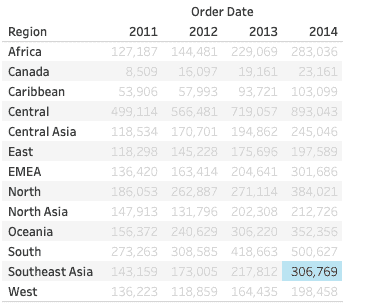 Order Date
Region 2011 2012 2013 2014
Africa 127,187 144,481 229,069 283,036
Canada 8,509 16,097 19,161 23,161
Caribbean 53,906 57,993 93,721 103,099
Central 499,114 566,481 719,057 893,043
Central Asia 118,534 170,701 194,862 245,046
East 118,298 145,228 175,696 197,589
EMEA 136,420 163,414 204,641 301,686
North 186,053 262,887 271,114 384,021
North Asia 147,913 131,796 202,308 212,726
Oceania 156,372 240,629 306,220 352,356
South 273,263 308,585 418,663 500,627
Southeast Asia 143,159 173,005 217,812 306,769
West 136,223 118,859 164,435 198,458